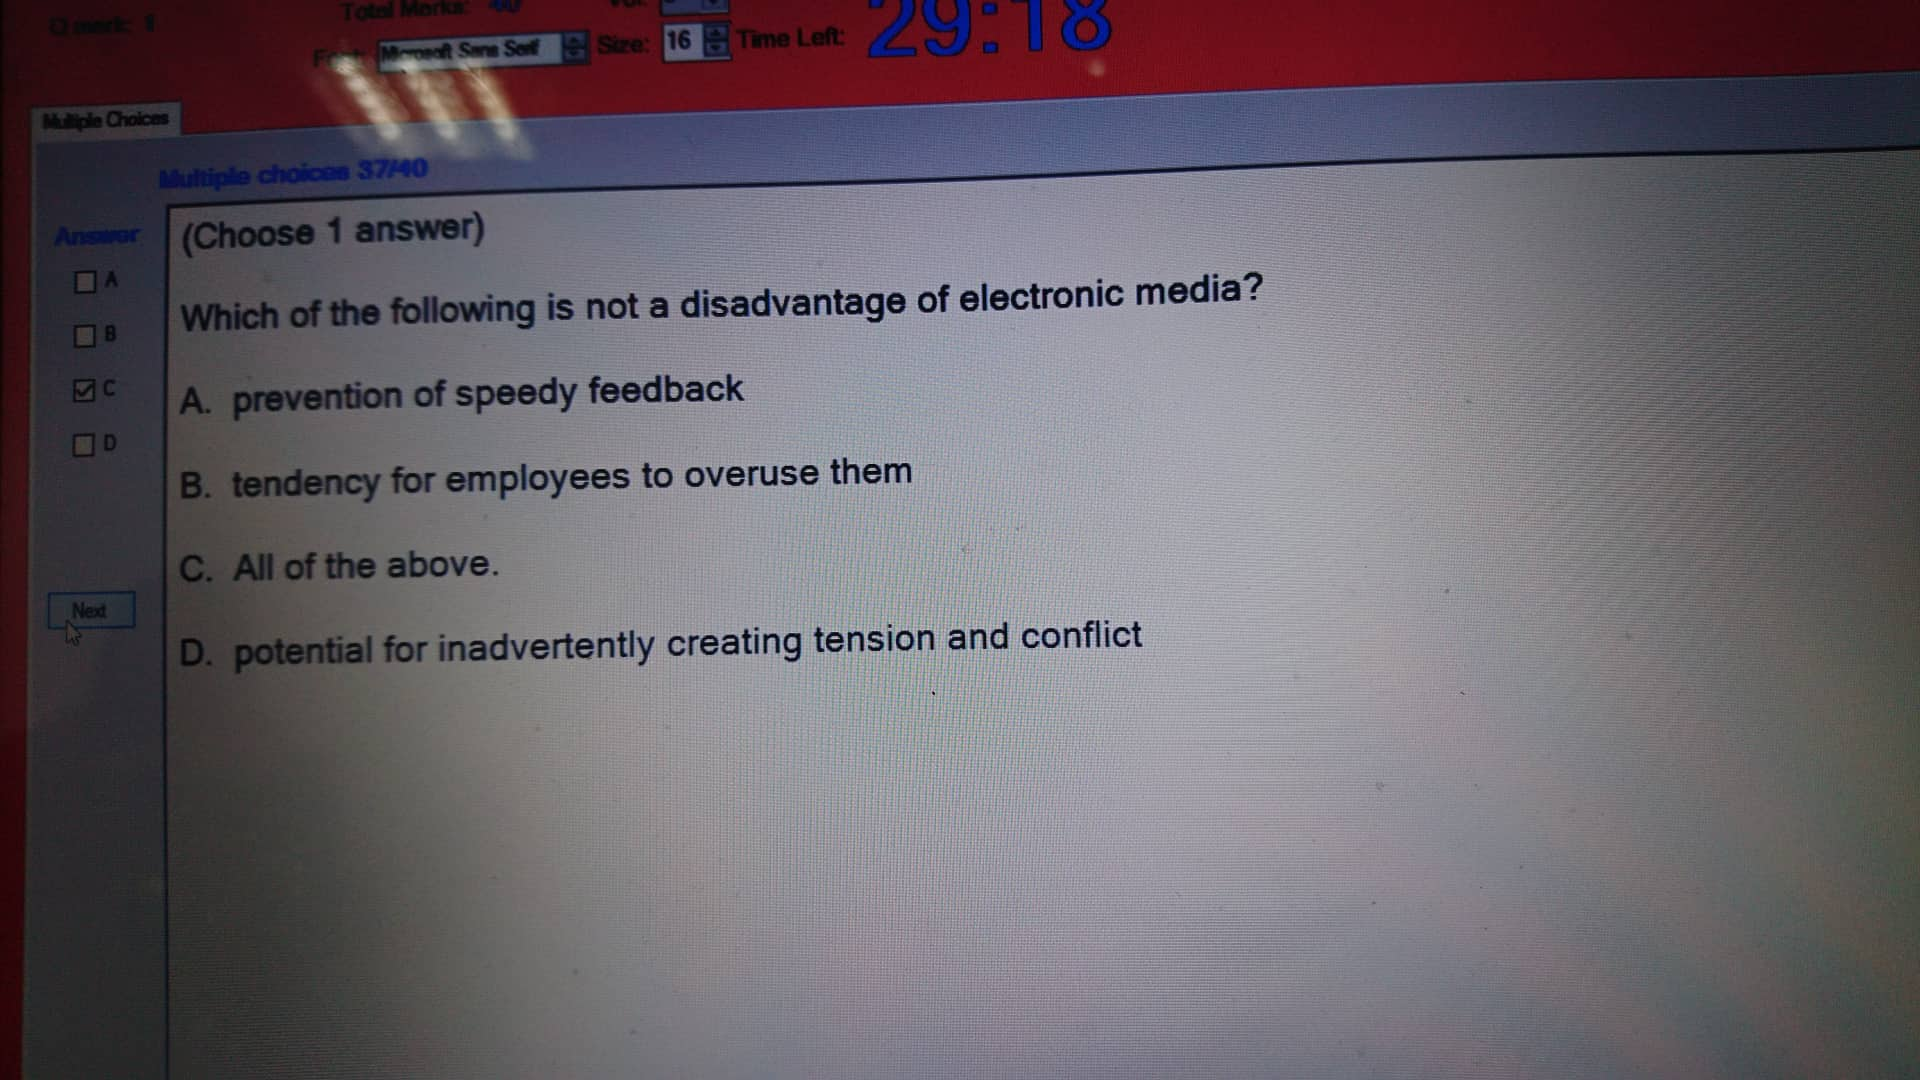 Q mark: 1
Total Marks: 40
Font: Microsoft Sans Serif Size: 16 Time Left: 29:18
Multiple Choices
Multiple choices 37/40
Answer
(Choose 1 answer)
A
Which of the following is not a disadvantage of electronic media?
B
C
A. prevention of speedy feedback
D
B. tendency for employees to overuse them
C. All of the above.
Next
D. potential for inadvertently creating tension and conflict